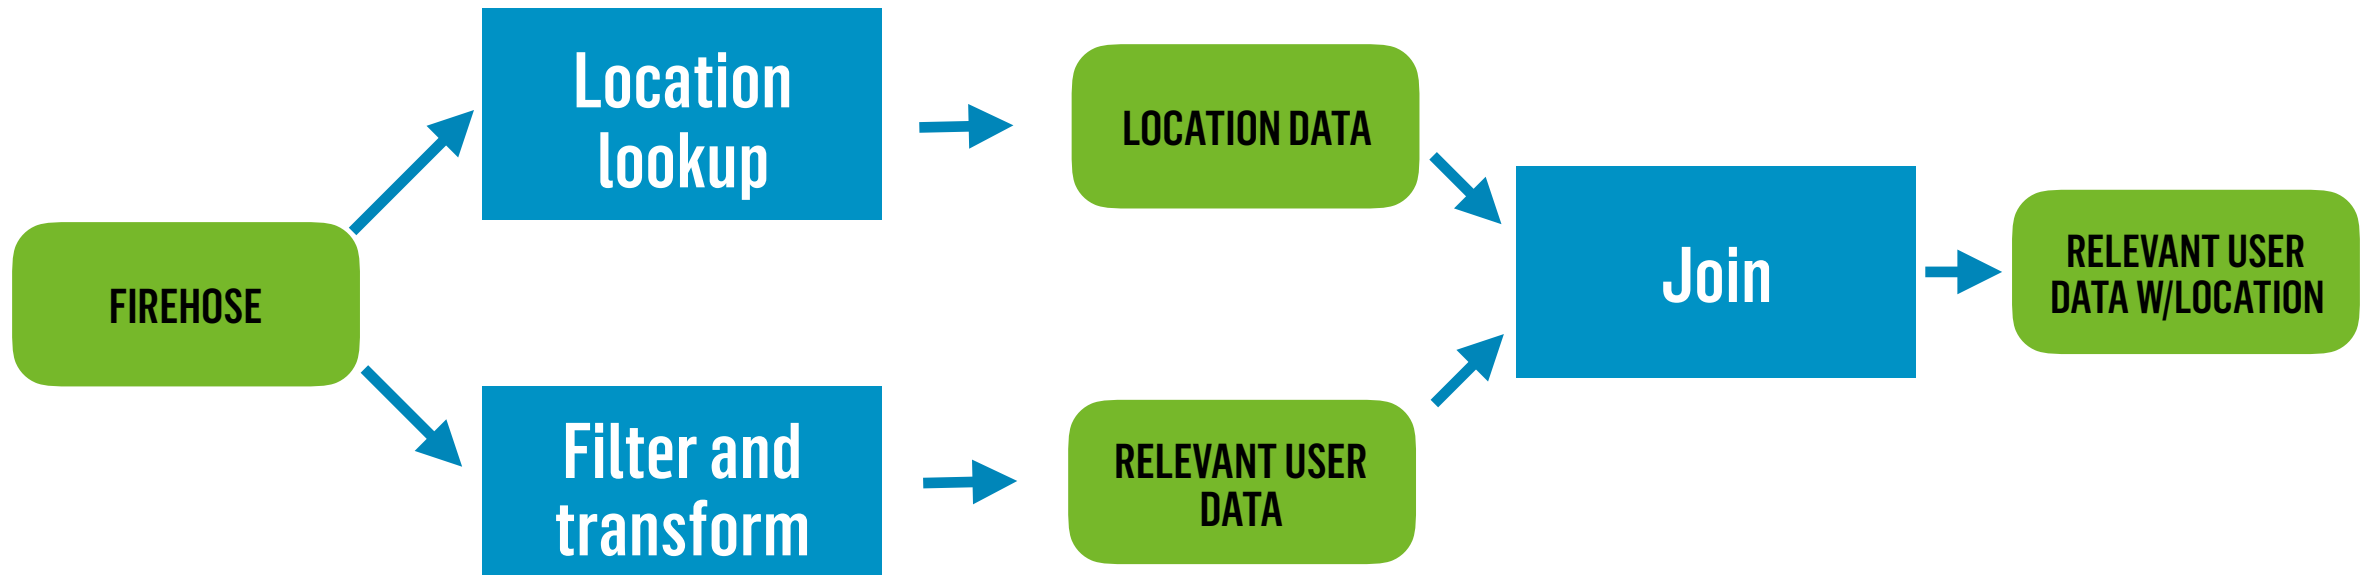 Location
lookup
LOCATION DATA
FIREHOSE
Join
RELEVANT USER
DATA W/LOCATION
Filter and
transform
RELEVANT USER
DATA